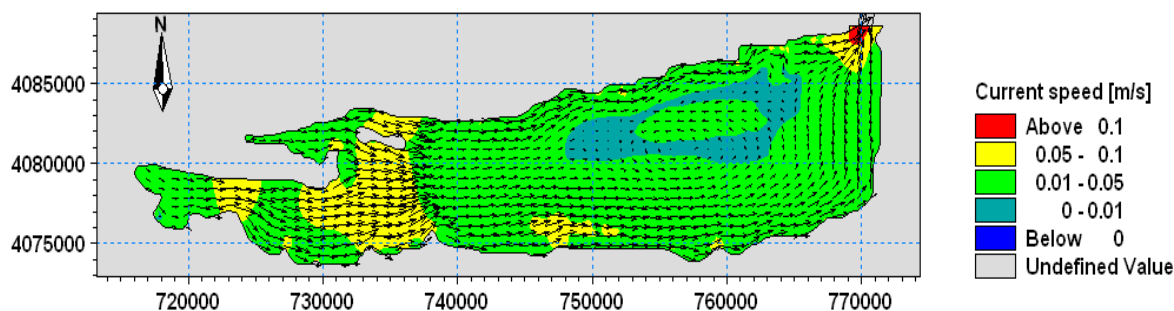 N
4085000
4080000
4075000
720000 730000 740000 750000 760000 770000
Current speed [m/s]
Above 0.1
0.05 - 0.1
0.01 - 0.05
0 - 0.01
Below 0
Undefined Value